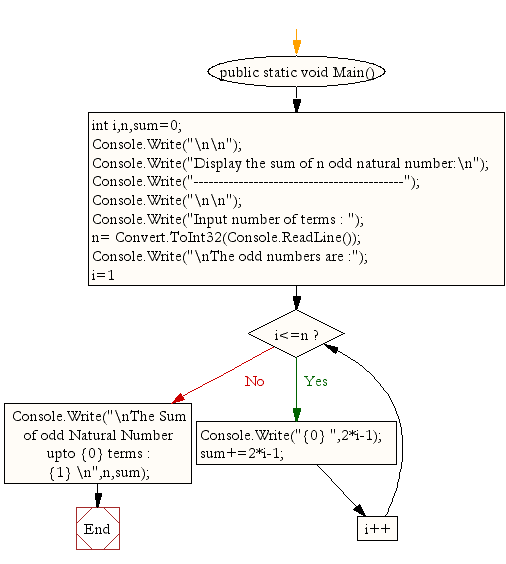 public static void Main()
int i,n,sum=0;
Console.Write("\n\n");
Console.Write("Display the sum of n odd natural number:\n");
Console.Write("------------------------------------------");
Console.Write("\n\n");
Console.Write("Input number of terms : ");
n= Convert.ToInt32(Console.ReadLine());
Console.Write("\nThe odd numbers are :");
i=1
i<=n ?
No
Yes
Console.Write("\nThe Sum
of odd Natural Number
upto {0} terms :
{1} \n",n,sum);
Console.Write("{0} ",2*i-1);
sum+=2*i-1;
End
i++